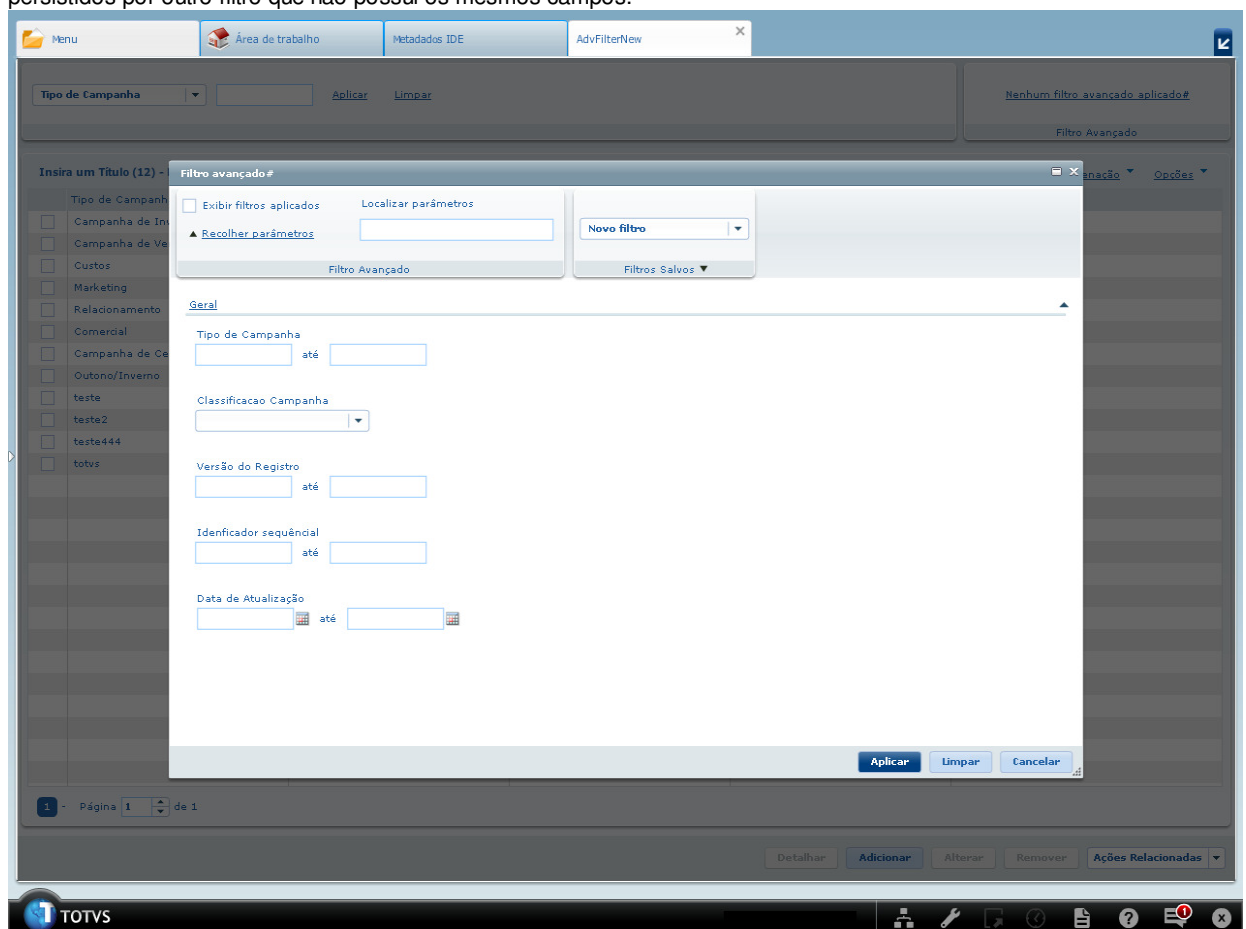 persistidos por outro filtro que não possui os mesmos campos.
Menu
Área de trabalho
Metadados IDE
AdvFilterNew
Tipo de Campanha
Aplicar
Limpar
Nenhum filtro avançado aplicado#
Filtro Avançado
Insira um Título (12) -
enação
Opções
Filtro avançado#
Exibir filtros aplicados
Localizar parâmetros
Recolher parâmetros
Novo filtro
Filtro Avançado
Filtros Salvos
Tipo de Campanh
Campanha de In
Campanha de Ve
Custos
Marketing
Relacionamento
Comercial
Campanha de Ce
Outono/Inverno
teste
teste2
teste444
totvs
Geral
Tipo de Campanha
até
Classificacao Campanha
Versão do Registro
até
Idenficador sequêncial
até
Data de Atualização
até
Aplicar
Limpar
Cancelar
1 - Página 1 de 1
Detalhar
Adicionar
Alterar
Remover
Ações Relacionadas
TOTVS
1